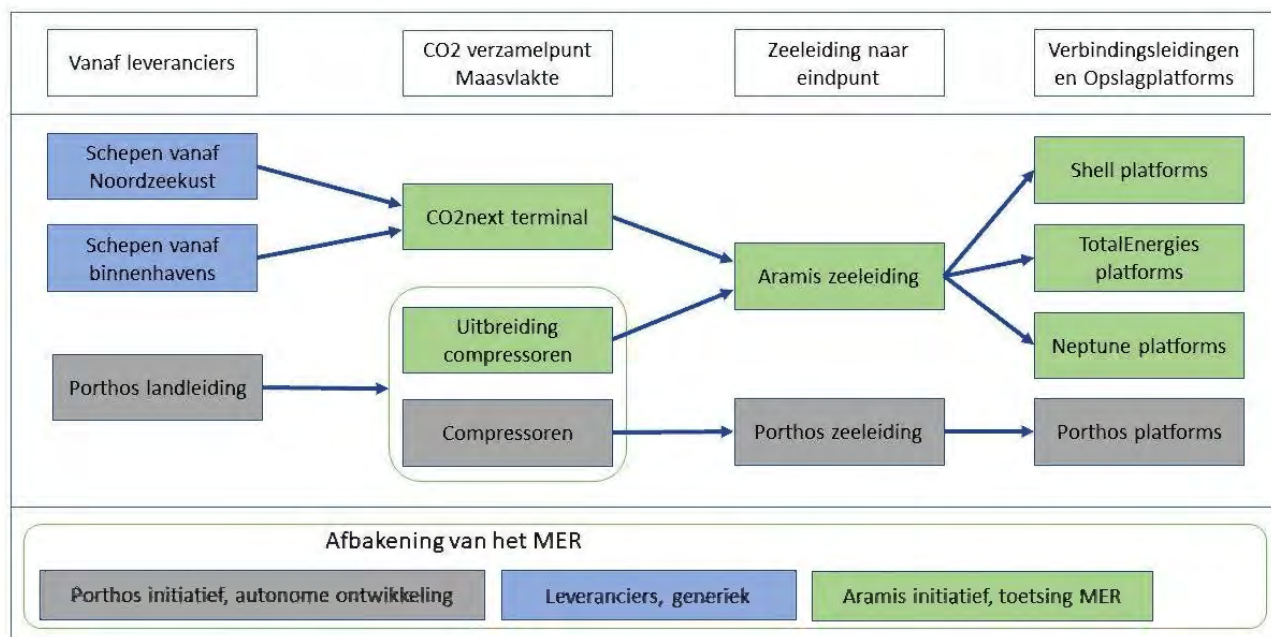 Vanaf leveranciers
CO2 verzamelpunt
Maasvlakte
Zeeleiding naar
eindpunt
Verbindingsleidingen
en Opslagplatforms
Schepen vanaf
Noordzeekust
Schepen vanaf
binnenhavens
Porthos landleiding
CO2next terminal
Uitbreiding
compressoren
Compressoren
Aramis zeeleiding
Porthos zeeleiding
Shell platforms
TotalEnergies
platforms
Neptune platforms
Porthos platforms
Afbakening van het MER
Porthos initiatief, autonome ontwikkeling
Leveranciers, generiek
Aramis initiatief, toetsing MER